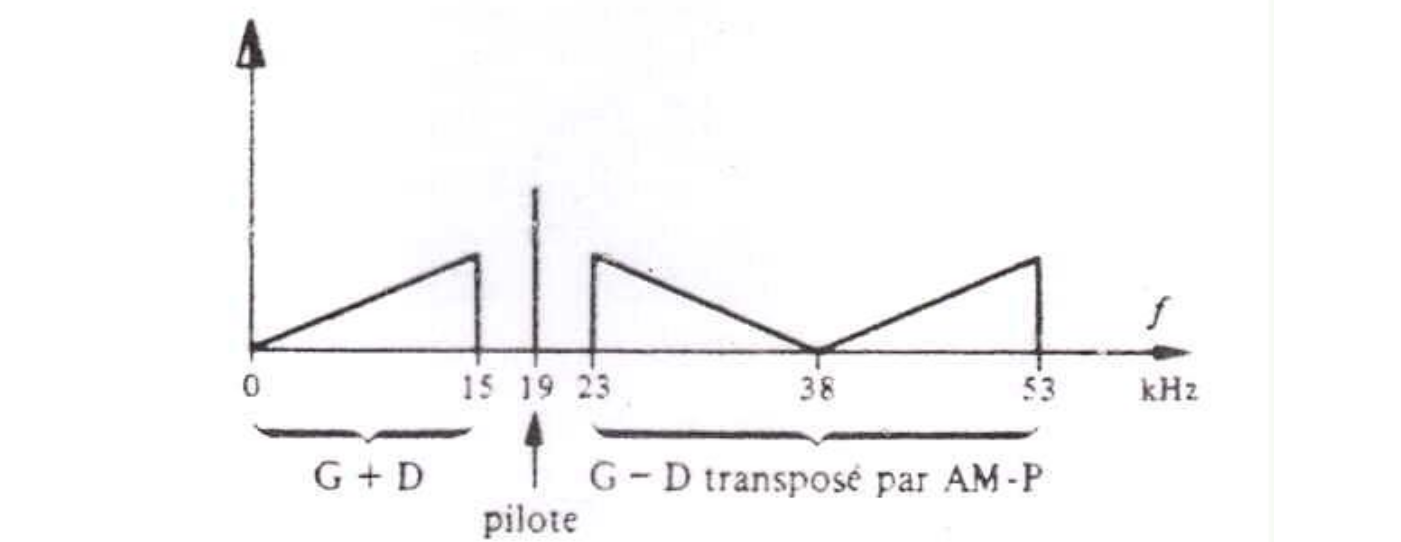 f
0 15 19 23 38 53 kHz
G + D
G - D transposé par AM-P
pilote